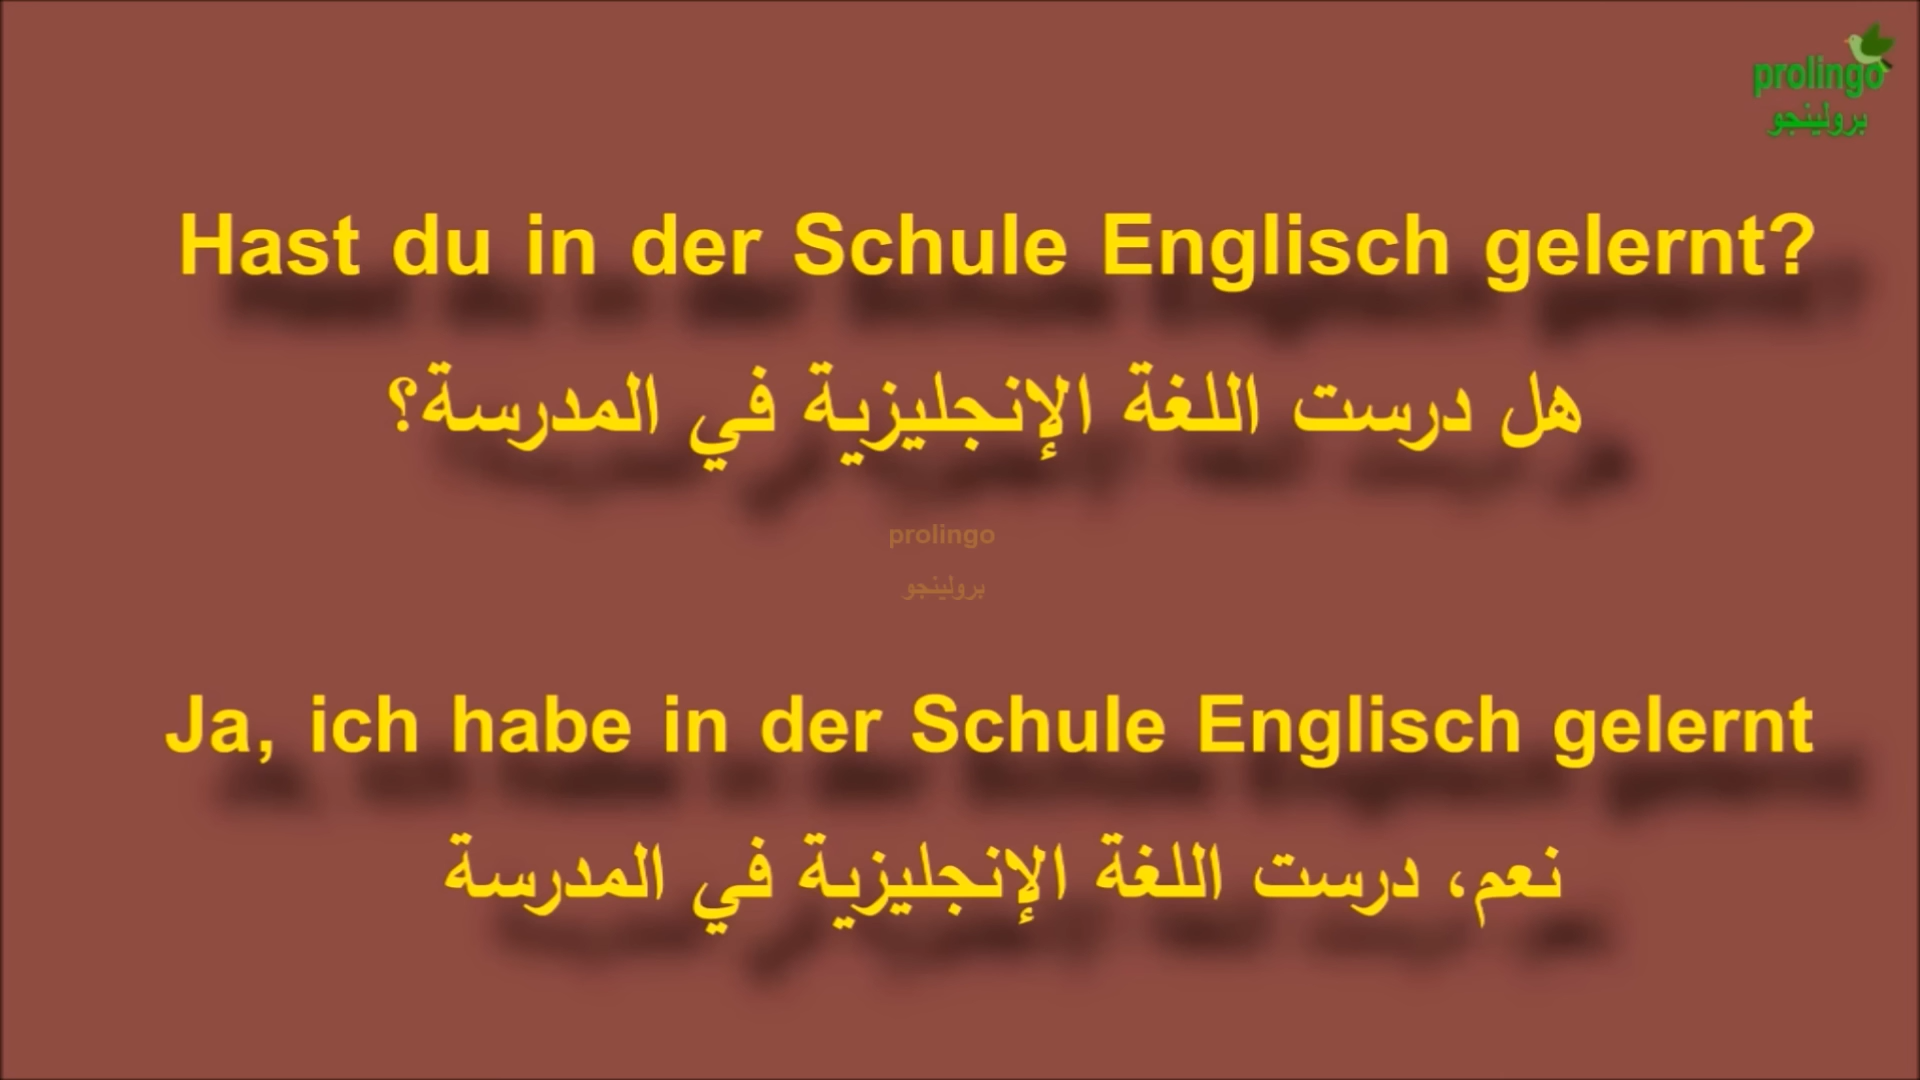 prolingo
برولينجو
Hast du in der Schule Englisch gelernt?
هل درست اللغة الإنجليزية في المدرسة؟
prolingo
برولينجو
Ja, ich habe in der Schule Englisch gelernt
نعم، درست اللغة الإنجليزية في المدرسة